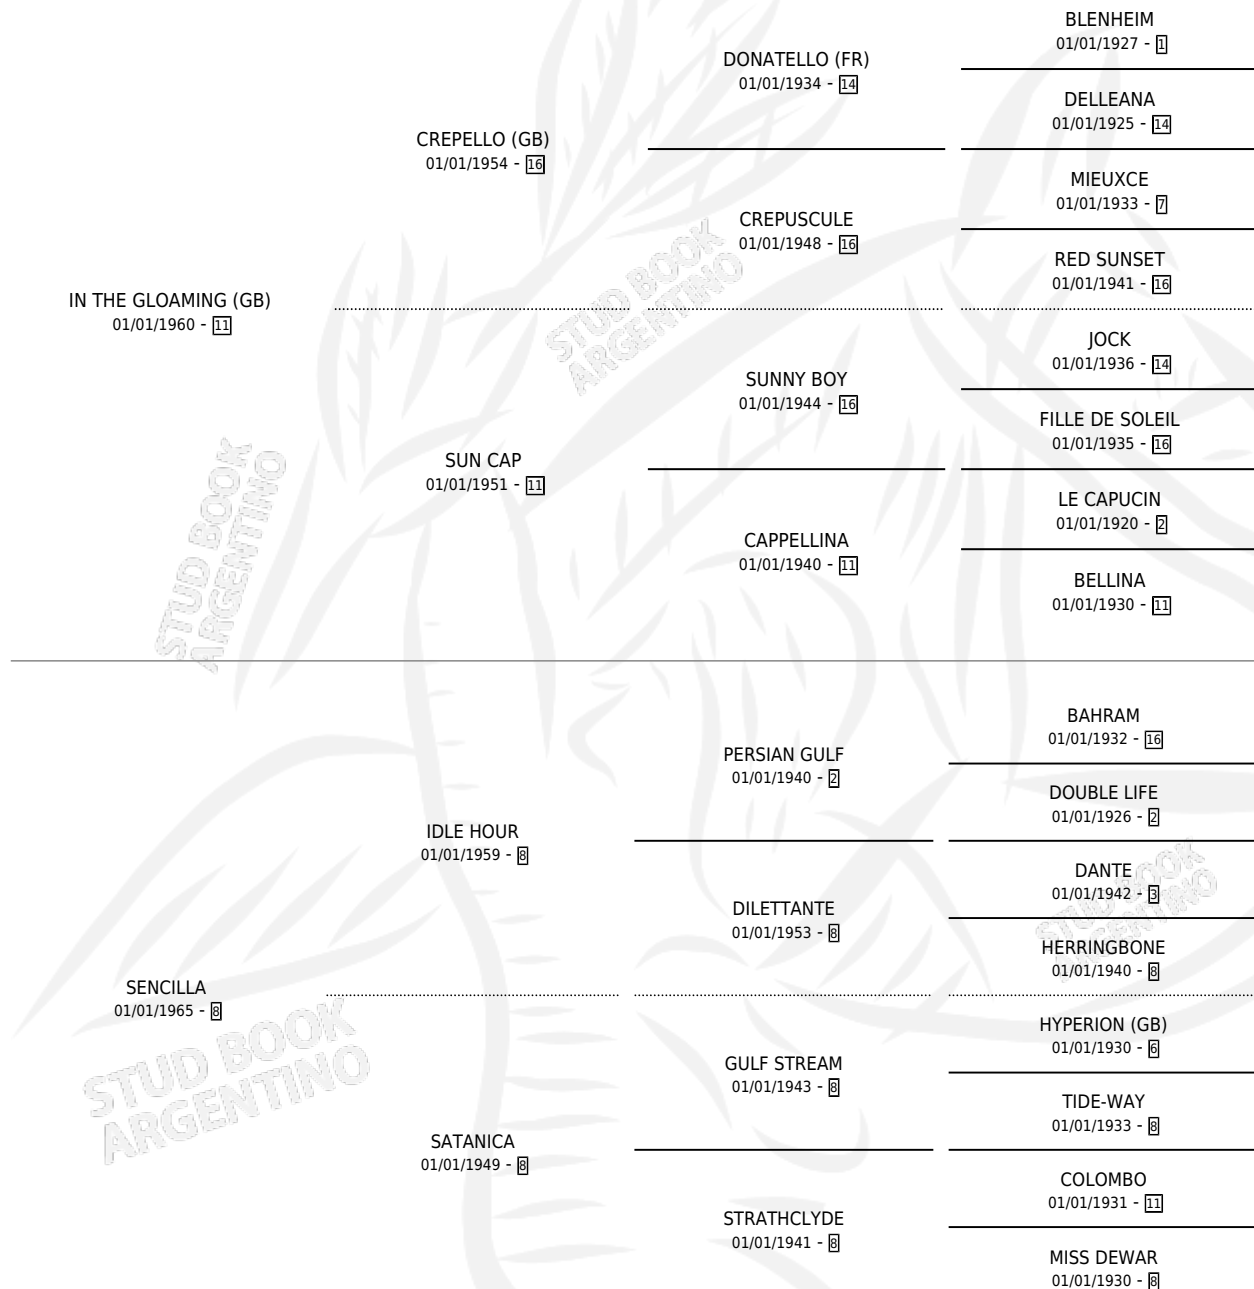 BLENHEIM
01/01/1927 - 1
DONATELLO (FR)
01/01/1934 - 14
DELLEANA
01/01/1925 - 14
CREPELLO (GB)
01/01/1954 - 16
MIEUXCE
01/01/1933 - 7
CREPUSCULE
01/01/1948 - 16
RED SUNSET
01/01/1941 - 16
IN THE GLOAMING (GB)
01/01/1960 - 11
STUD BOOK
ARGENTINO
JOCK
01/01/1936 - 14
SUNNY BOY
01/01/1944 - 16
FILLE DE SOLEIL
01/01/1935 - 16
SUN CAP
01/01/1951 - 11
LE CAPUCIN
01/01/1920 - 2
CAPPELLINA
01/01/1940 - 11
BELLINA
01/01/1930 - 11
STUD BOOK
ARGENTINO
BAHRAM
01/01/1932 - 16
PERSIAN GULF
01/01/1940 - 2
DOUBLE LIFE
01/01/1926 - 2
IDLE HOUR
01/01/1959 - 8
DANTE
01/01/1942 - 3
DILETTANTE
01/01/1953 - 8
STUD BOOK
ARGENTINO
HERRINGBONE
01/01/1940 - 8
SENCILLA
01/01/1965 - 8
HYPERION (GB)
01/01/1930 - 6
STUD BOOK
ARGENTINO
GULF STREAM
01/01/1943 - 8
TIDE-WAY
01/01/1933 - 8
SATANICA
01/01/1949 - 8
COLOMBO
01/01/1931 - 11
STRATHCLYDE
01/01/1941 - 8
MISS DEWAR
01/01/1930 - 8